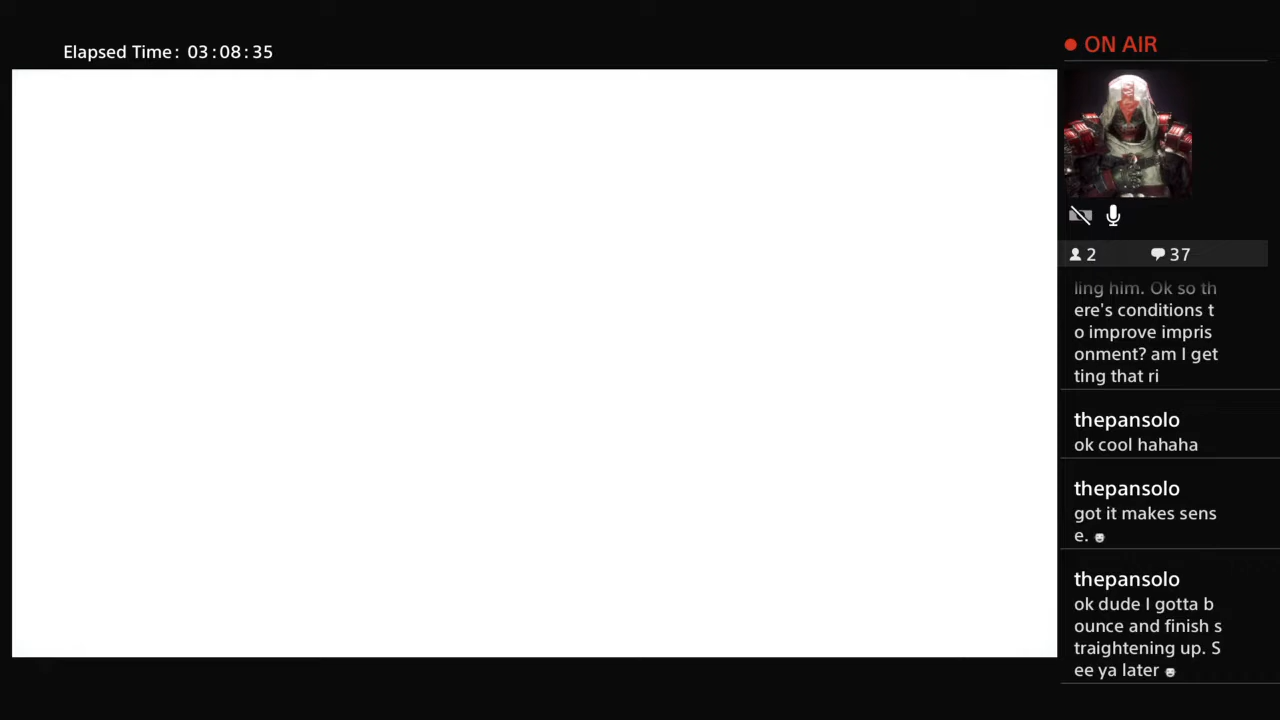 Elapsed Time: 03:08:35
ON AIR
2 37
ling him. Ok so th
ere's conditions t
o improve impris
onment? am I get
ting that ri
thepansolo
ok cool hahaha
thepansolo
got it makes sens
e.
thepansolo
ok dude I gotta b
ounce and finish s
traightening up. S
ee ya later